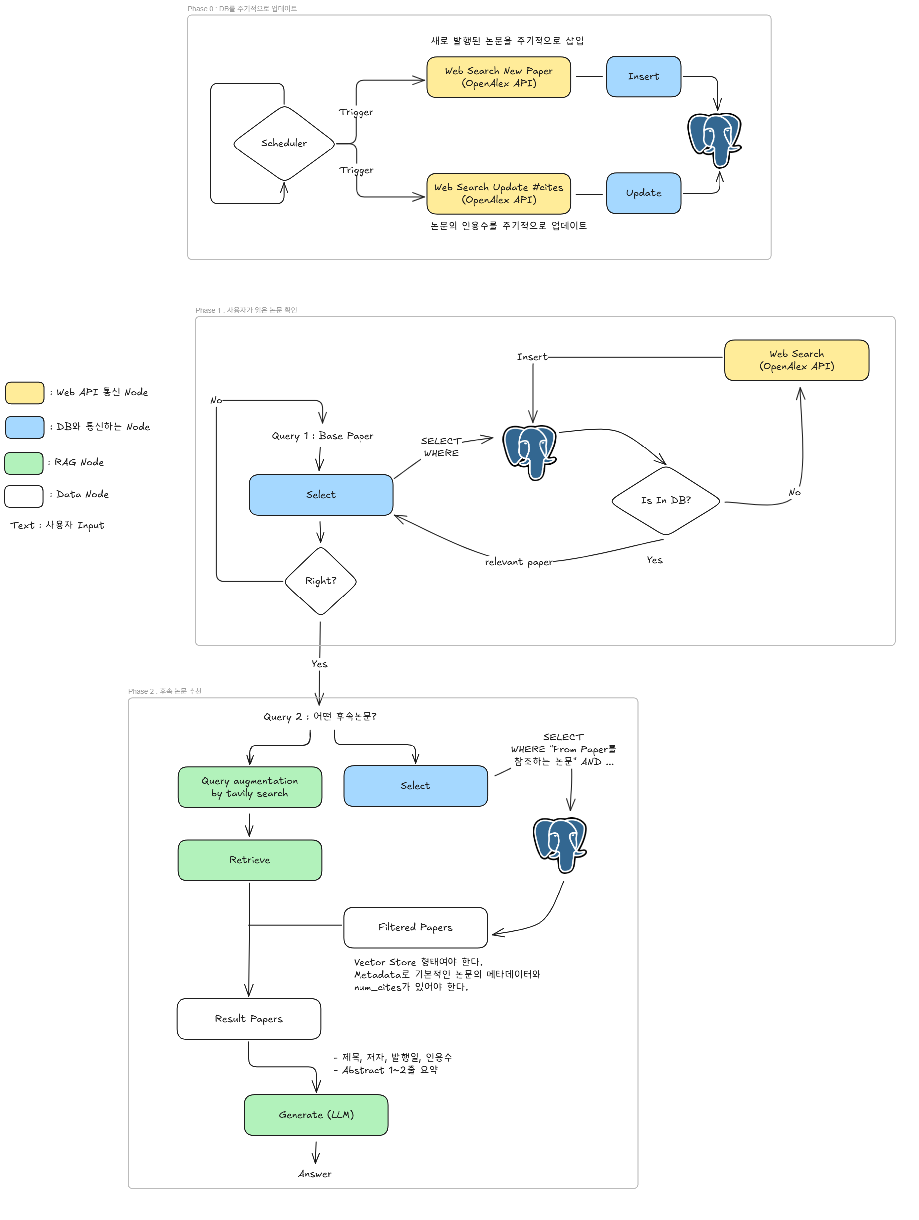 Phase 0 : DB을 주기적으로 업데이트
새로 발행된 논문을 주기적으로 삽입
Web Search New Paper
(OpenAlex API)
Insert
Trigger
Scheduler
Trigger
Web Search Update #cites
(OpenAlex API)
Update
논문의 인용수를 주기적으로 업데이트
Phase 1 : 사용자가 읽은 논문 확인
Web Search
(OpenAlex API)
Insert
No
Query 1 : Base Paper
SELECT
WHERE
Select
Is In DB?
No
relevant paper
Yes
Right?
Yes
: Web API 통신 Node
: DB와 통신하는 Node
: RAG Node
: Data Node
Text : 사용자 Input
Phase 2 : 후속 논문 추천
Query 2 : 어떤 후속논문?
SELECT
WHERE "From Paper를
참조하는 논문" AND ...
Query augmentation
by tavily search
Select
Retrieve
Filtered Papers
Vector Store 형태여야 한다.
Metadata로 기본적인 논문의 메타데이터와
num_cites가 있어야 한다.
Result Papers
- 제목, 저자, 발행일, 인용수
- Abstract 1~2줄 요약
Generate (LLM)
Answer